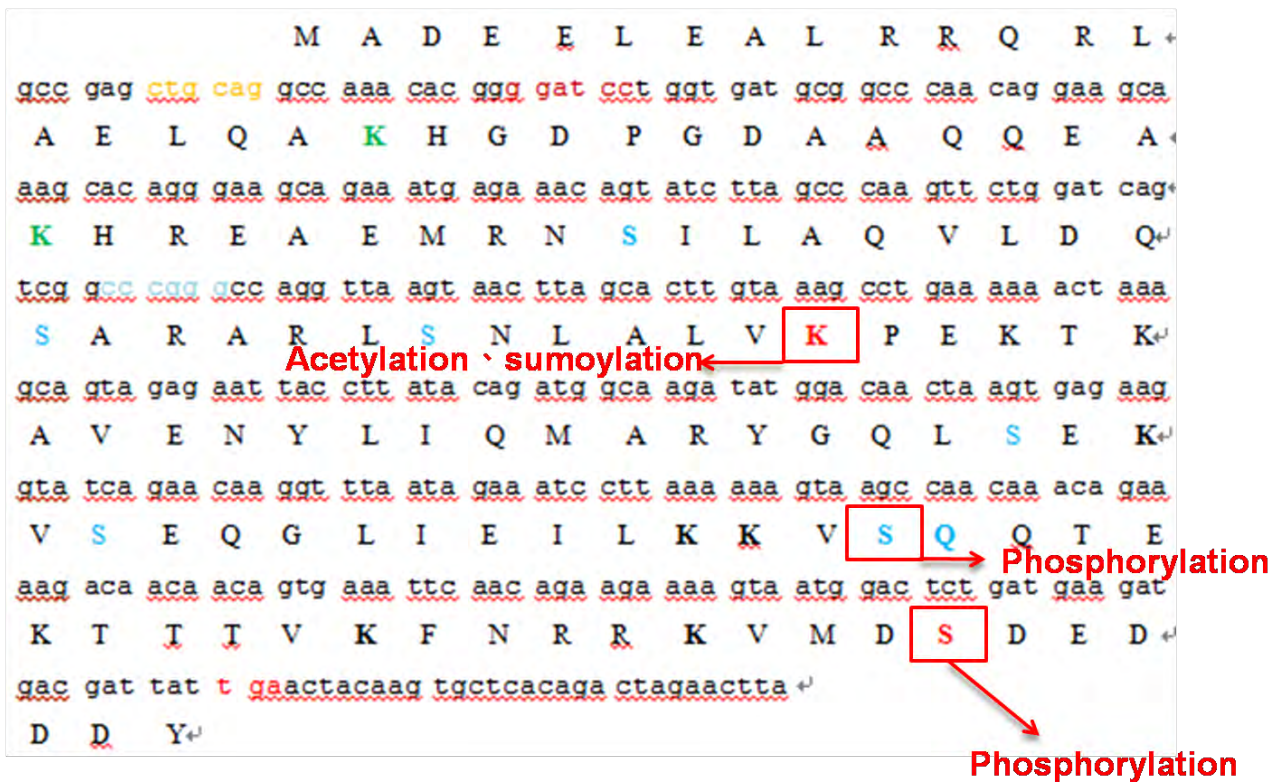 M A D E E L E A L R R Q R L ↵
gcc gag ctg cag gcc aaa cac ggg gat cct ggt gat gcg gcc caa cag gaa gca
A E L Q A K H G D P G D A A Q Q E A ↵
aag cac agg gaa gca gaa atg aga aac agt atc tta gcc caa gtt ctg gat cag↵
K H R E A E M R N S I L A Q V L D Q↵
tcg gcc cgg gcc agg tta agt aac tta gca ctt gta aag cct gaa aaa act aaa
S A R A R L S N L A L V K P E K T K↵
Acetylation、sumoylation
gca gta gag aat tac ctt ata cag atg gca aga tat gga caa cta agt gag aag
A V E N Y L I Q M A R Y G Q L S E K↵
gta tca gaa caa ggt tta ata gaa atc ctt aaa aaa gta agc caa caa aca gaa
V S E Q G L I E I L K K V S Q Q T E
Phosphorylation
aag aca aca aca gtg aaa ttc aac aga aga aaa gta atg gac tct gat gaa gat
K T T T V K F N R R K V M D S D E D ↵
gac gat tat t gaactacaag tgctcacaga ctagaactta ↵
D D Y↵
Phosphorylation